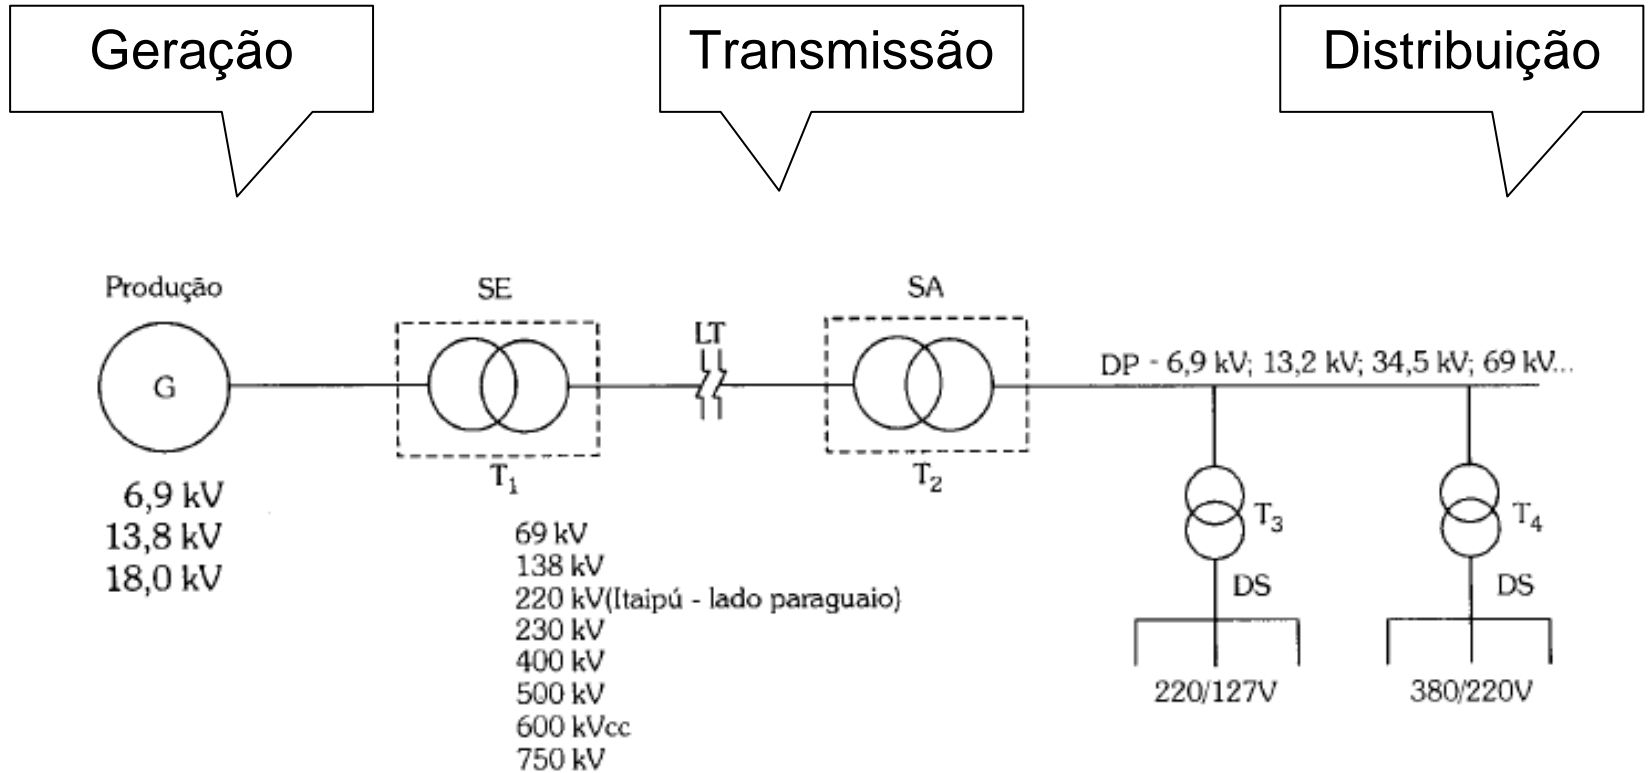 Geração
Transmissão
Distribuição
Produção
SE
LT
SA
DP - 6,9 kV; 13,2 kV; 34,5 kV; 69 kV...
G
T1
T2
6,9 kV
13,8 kV
18,0 kV
69 kV
138 kV
220 kV(Itaipú - lado paraguaio)
230 kV
400 kV
500 kV
600 kVcc
750 kV
T3
T4
DS
DS
220/127V
380/220V